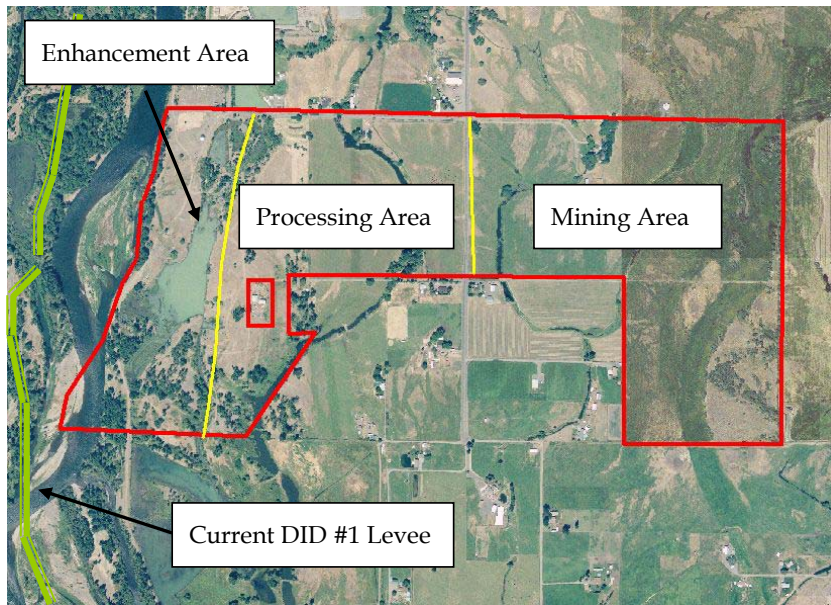 Enhancement Area
Processing Area
Mining Area
Current DID #1 Levee